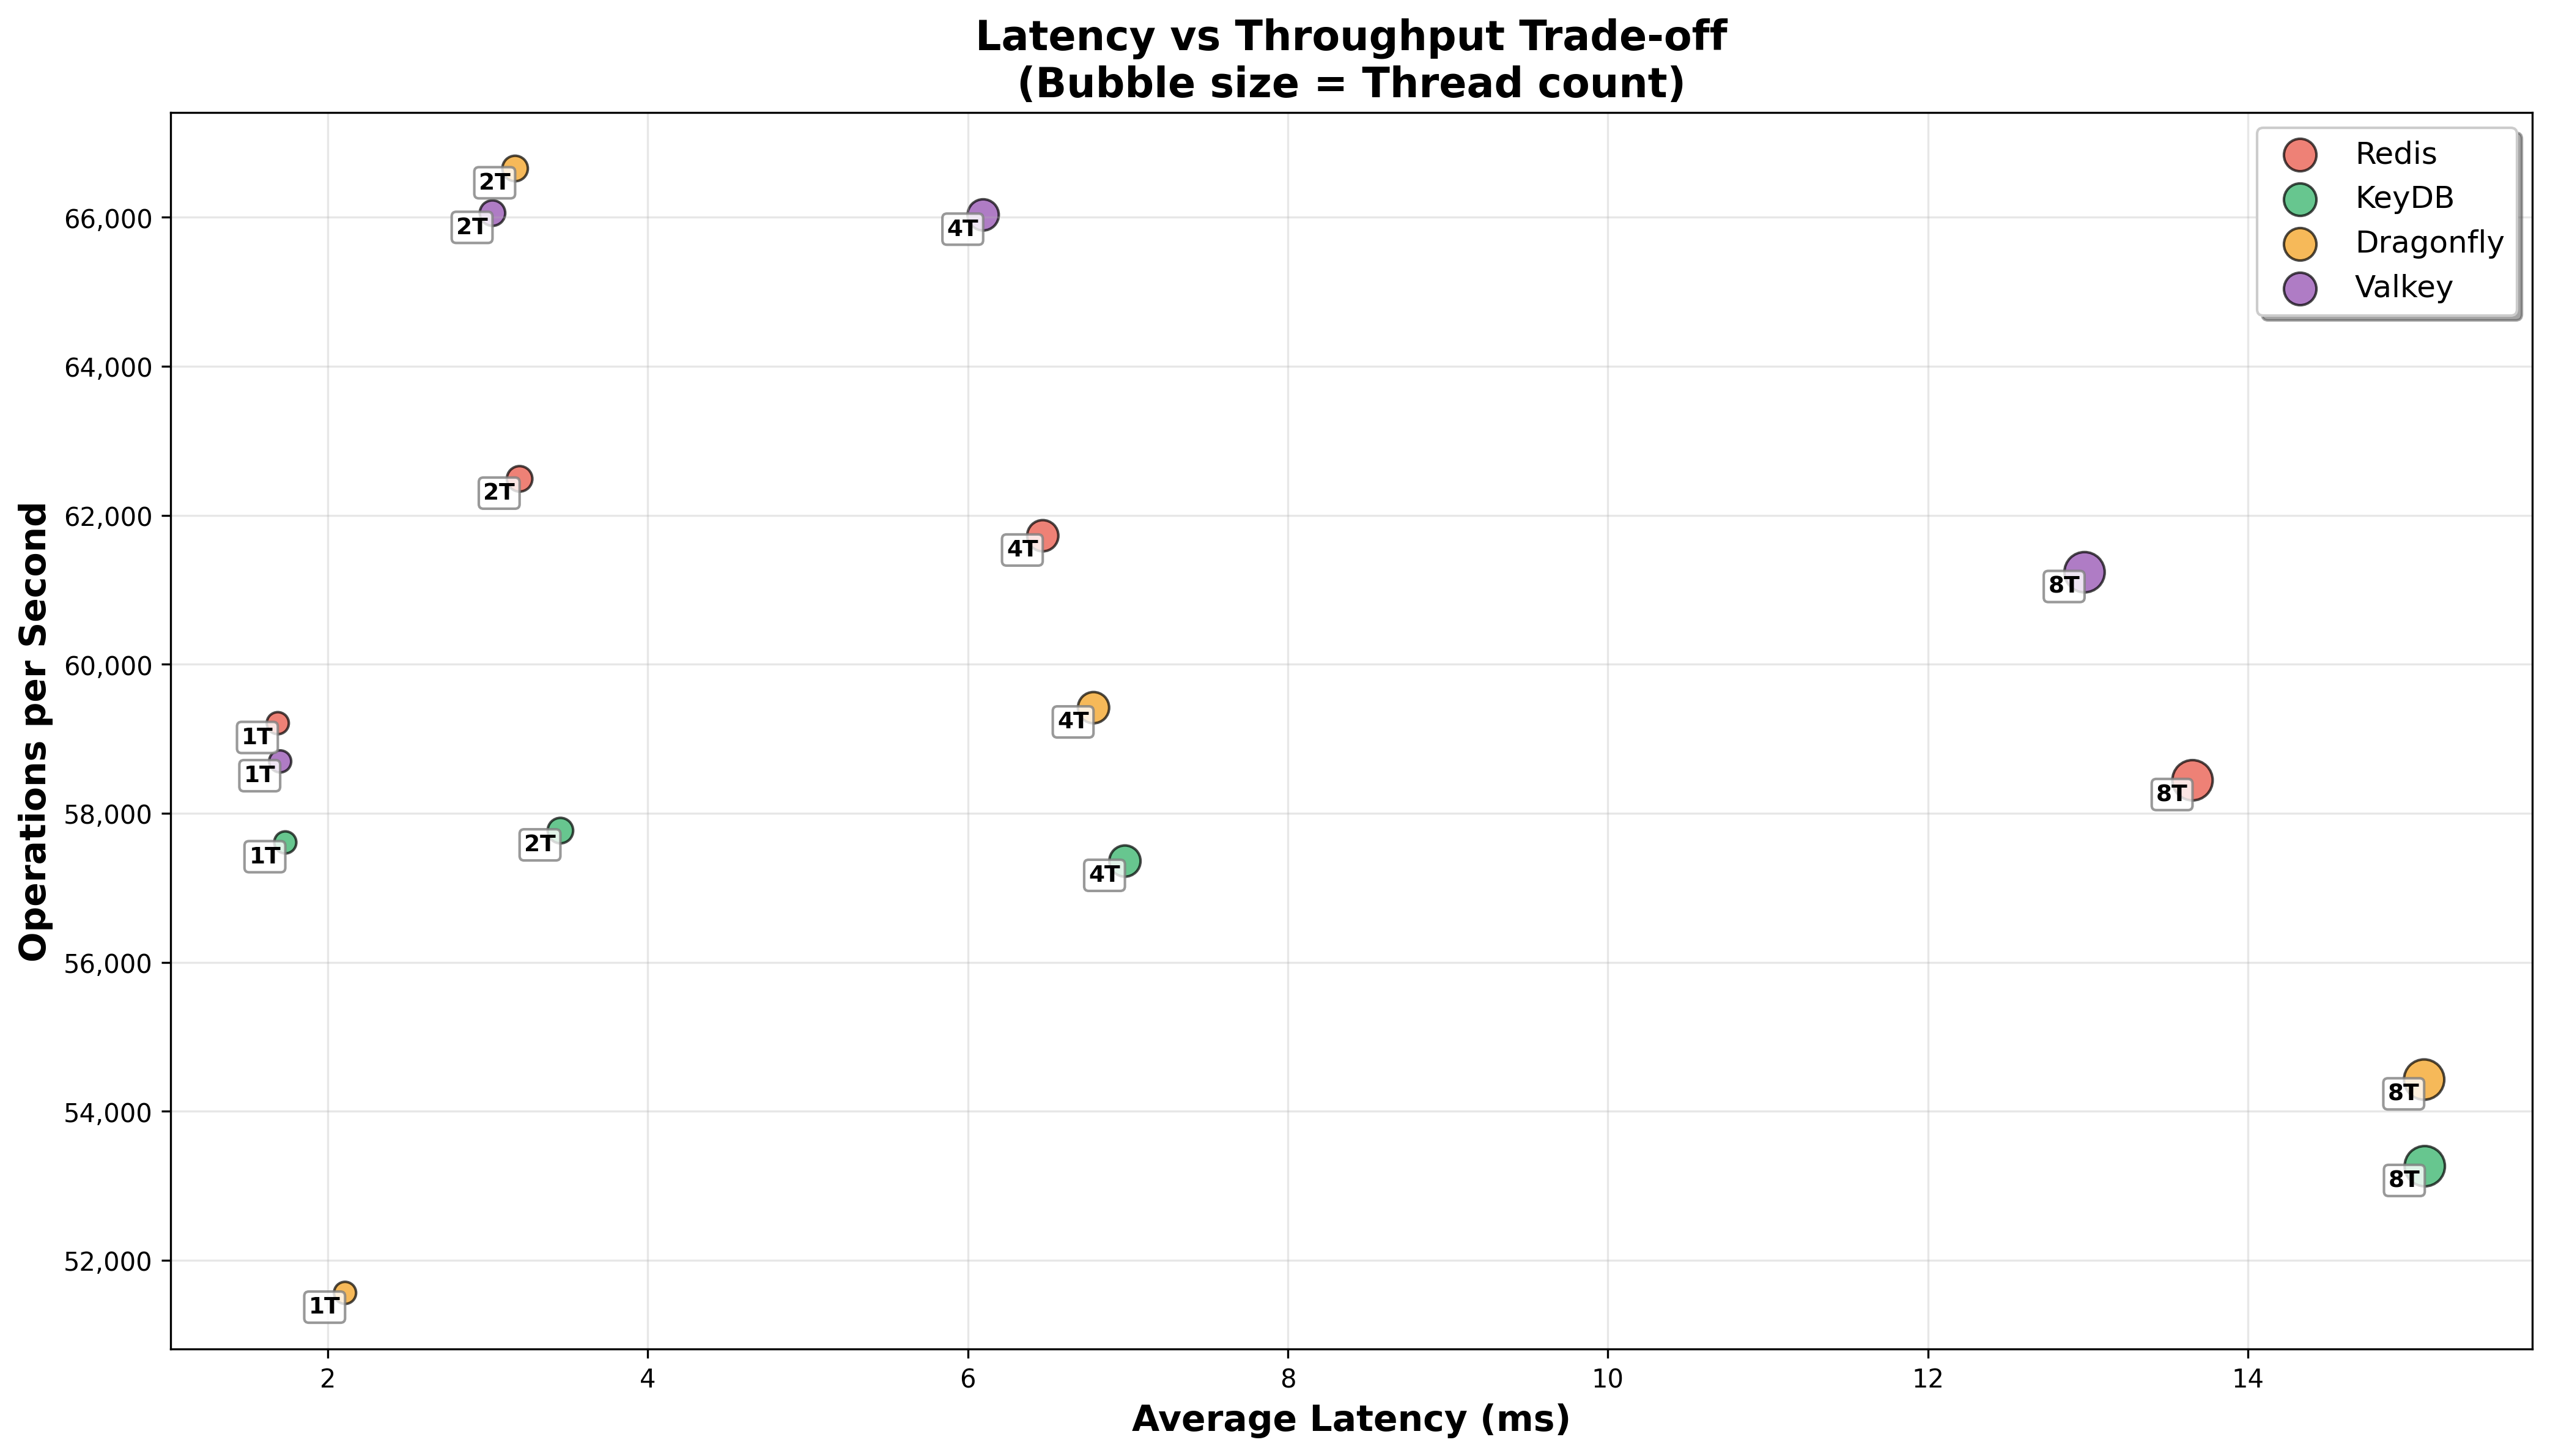 Latency vs Throughput Trade-off
(Bubble size = Thread count)
Redis
KeyDB
Dragonfly
Valkey
Operations per Second
66,000
64,000
62,000
60,000
58,000
56,000
54,000
52,000
2T
2T
4T
2T
4T
8T
4T
1T
1T
8T
2T
1T
4T
8T
8T
1T
2
4
6
8
10
12
14
Average Latency (ms)